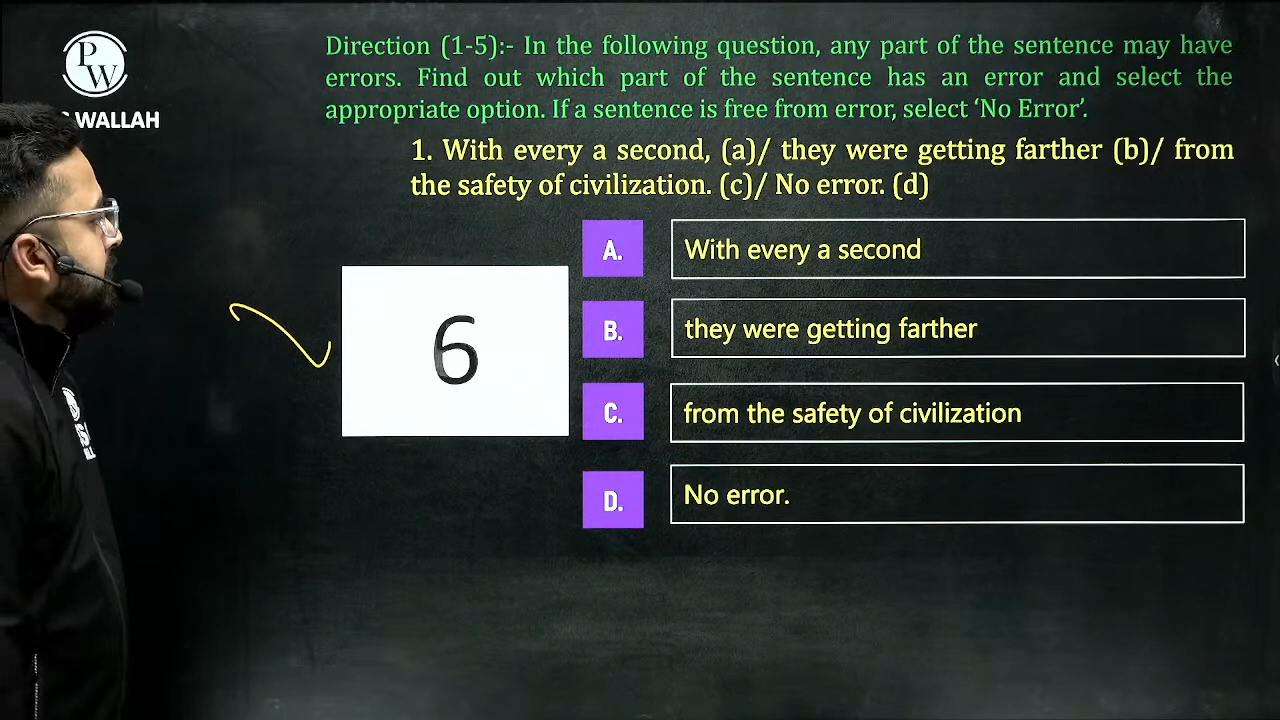 PW
WALLAH
Direction (1-5):- In the following question, any part of the sentence may have
errors. Find out which part of the sentence has an error and select the
appropriate option. If a sentence is free from error, select ‘No Error’.
1. With every a second, (a)/ they were getting farther (b)/ from
the safety of civilization. (c)/ No error. (d)
A. With every a second
6
B. they were getting farther
C. from the safety of civilization
D. No error.